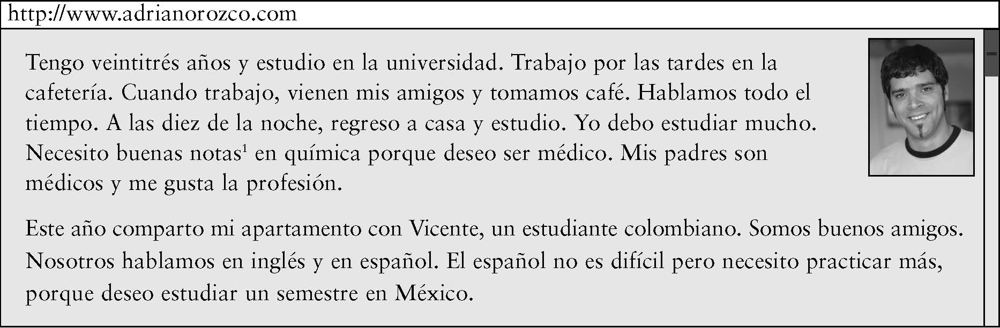 http://www.adrianorozco.com
Tengo veintitrés años y estudio en la universidad. Trabajo por las tardes en la
cafetería. Cuando trabajo, vienen mis amigos y tomamos café. Hablamos todo el
tiempo. A las diez de la noche, regreso a casa y estudio. Yo debo estudiar mucho.
Necesito buenas notas¹ en química porque deseo ser médico. Mis padres son
médicos y me gusta la profesión.
Este año comparto mi apartamento con Vicente, un estudiante colombiano. Somos buenos amigos.
Nosotros hablamos en inglés y en español. El español no es difícil pero necesito practicar más,
porque deseo estudiar un semestre en México.